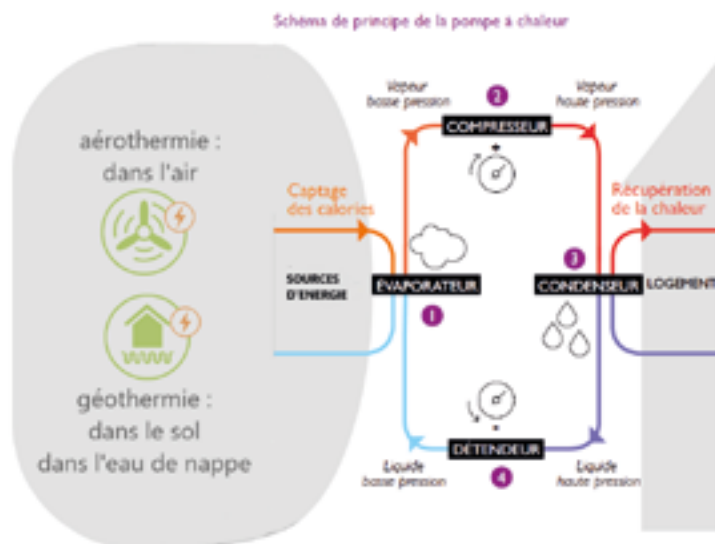 Schéma de principe de la pompe à chaleur
aérothermie :
dans l'air
géothermie :
dans le sol
dans l'eau de nappe
Captage
des calories
SOURCES
D'ENERGIE
Vapeur
basse pression
2
COMPRESSEUR
+
Vapeur
haute pression
ÉVAPORATEUR
1
3
CONDENSEUR
Récupération
de la chaleur
LOGEMENT
Liquide
basse pression
-
DÉTENDEUR
4
Liquide
haute pression